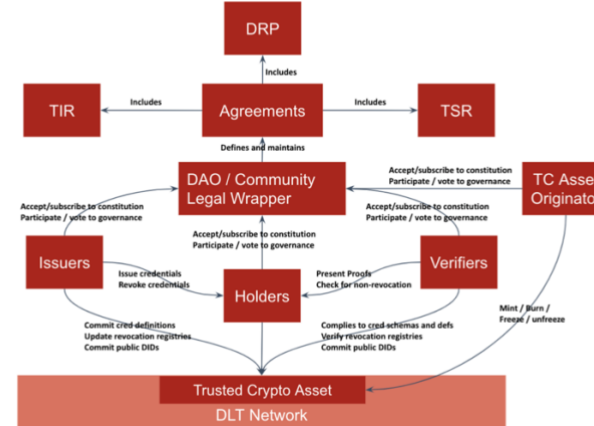 DRP
Includes
TIR
Includes
Agreements
Includes
TSR
Defines and maintains
DAO / Community
Legal Wrapper
Accept/subscribe to constitution
Participate / vote to governance
TC Asse
Originato
Accept/subscribe to constitution
Participate / vote to governance
Accept/subscribe to constitution
Participate / vote to governance
Accept/subscribe to constitution
Participate / vote to governance
Issuers
Issue credentials
Revoke credentials
Holders
Present Proofs
Check for non-revocation
Verifiers
Mint / Burn /
Freeze / unfreeze
Commit cred definitions
Update revocation registries
Commit public DIDs
Complies to cred schemas and defs
Verify revocation registries
Commit public DIDs
Trusted Crypto Asset
DLT Network